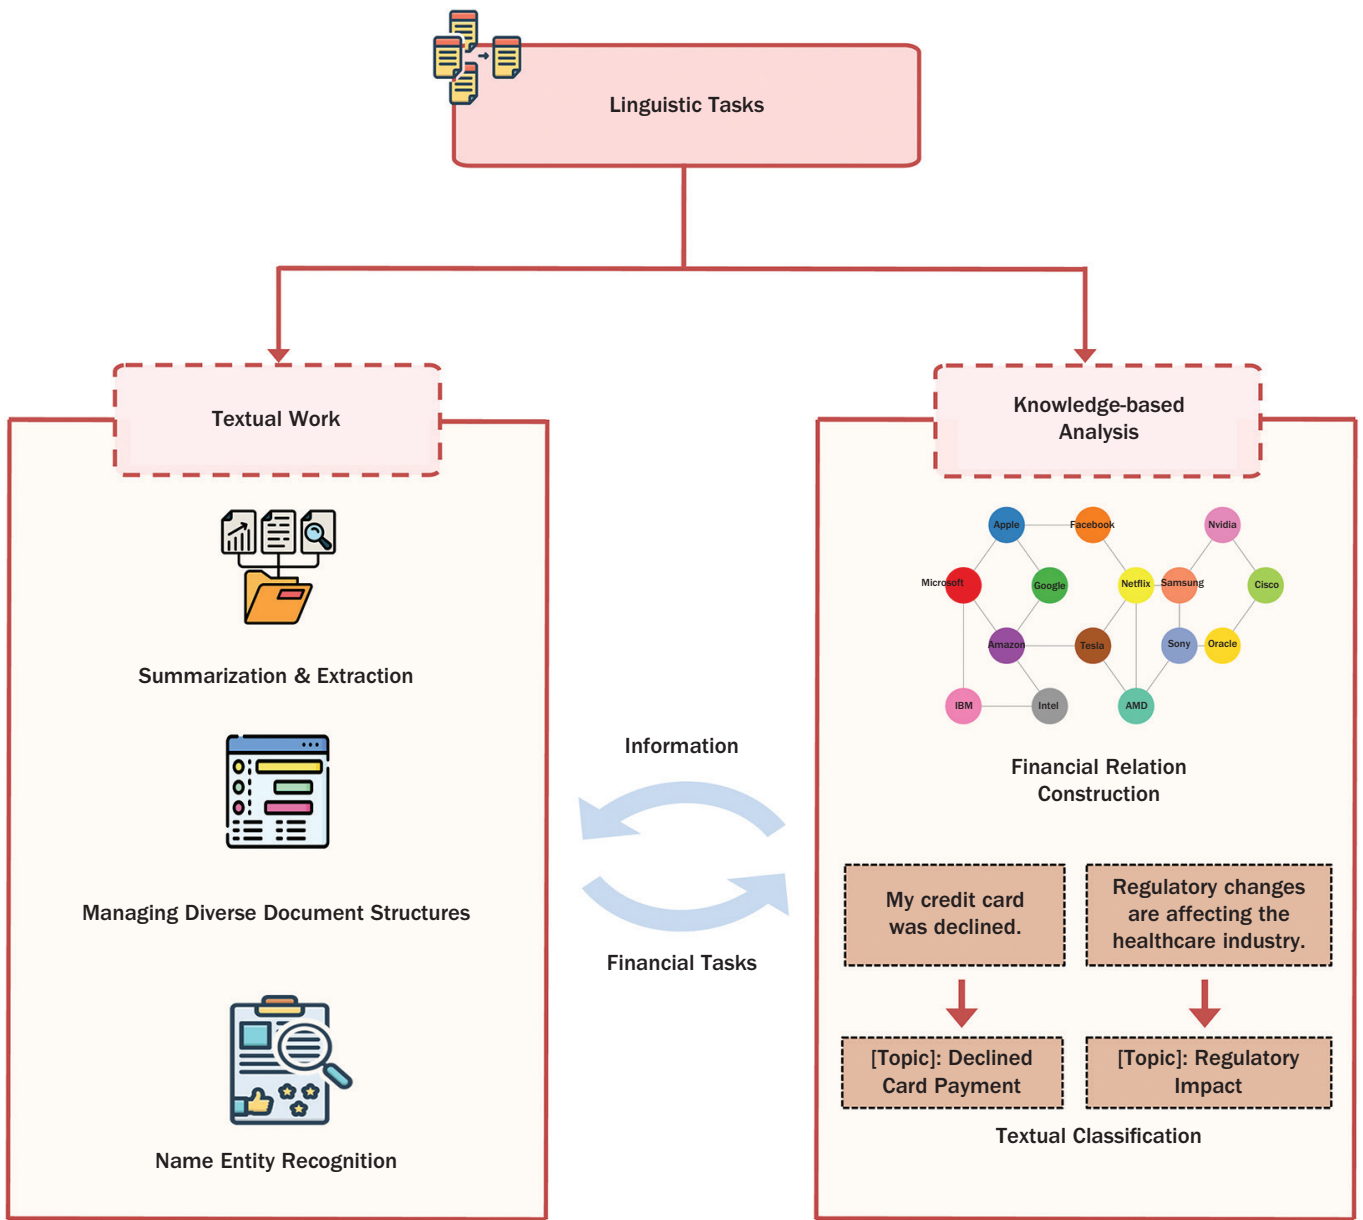 Linguistic Tasks
Textual Work
Summarization & Extraction
Managing Diverse Document Structures
Name Entity Recognition
Information
Financial Tasks
Knowledge-based
Analysis
Apple
Facebook
Nvidia
Microsoft
Google
Netflix
Samsung
Cisco
Amazon
Tesla
Sony
Oracle
IBM
Intel
AMD
Financial Relation
Construction
My credit card
was declined.
Regulatory changes
are affecting the
healthcare industry.
[Topic]: Declined
Card Payment
[Topic]: Regulatory
Impact
Textual Classification